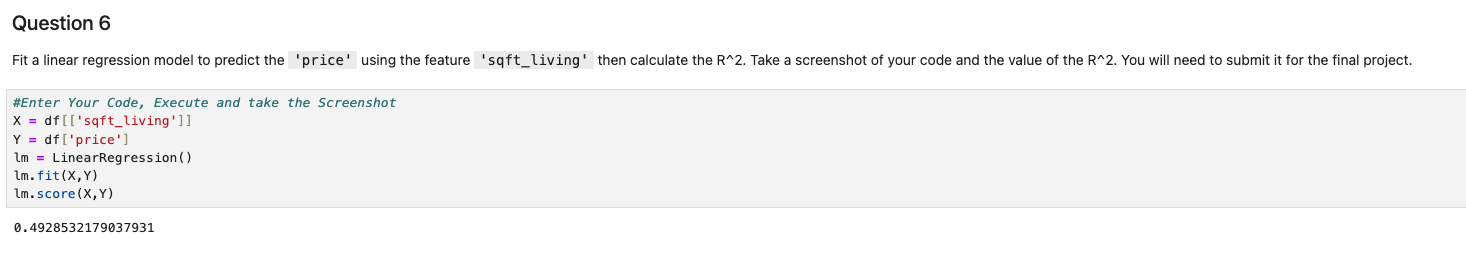 Question 6
Fit a linear regression model to predict the 'price' using the feature 'sqft_living' then calculate the R^2. Take a screenshot of your code and the value of the R^2. You will need to submit it for the final project.
#Enter Your Code, Execute and take the Screenshot
X = df[['sqft_living']]
Y = df['price']
lm = LinearRegression()
lm.fit(X,Y)
lm.score(X,Y)
0.4928532179037931